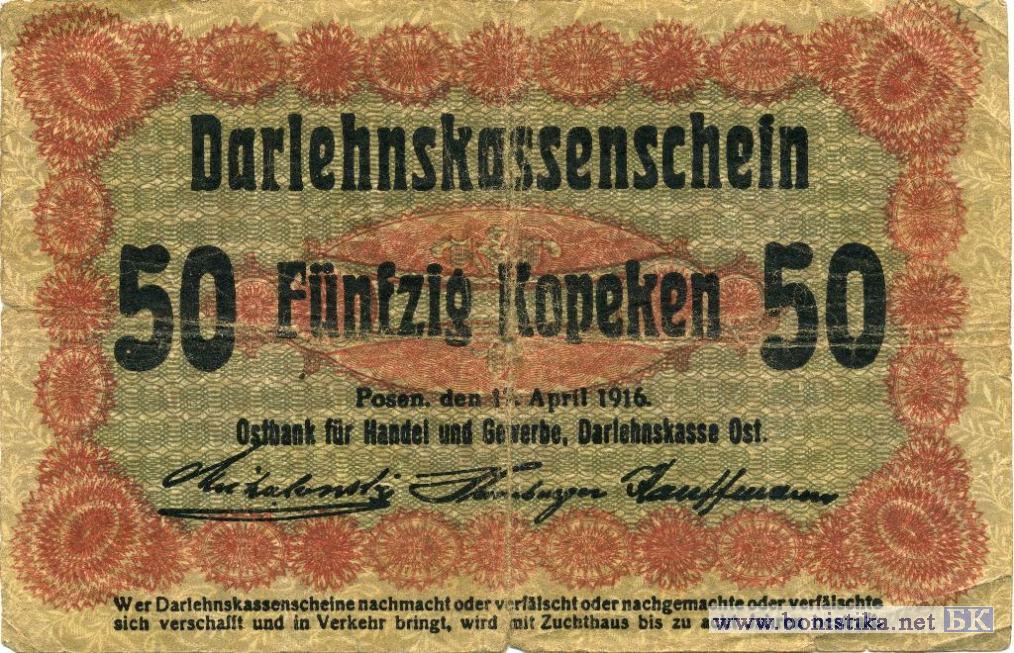 Darlehnskassenschein
50 Fünfzig Kopeken 50
Posen, den April 1916.
Ostbank für Handel und Gewerbe, Darlehnskasse Ost.
Kauffmann
Wer Darlehnskassenscheine nachmacht oder verfälscht oder nachgemachte oder verfälschte
sich verschafft und in Verkehr bringt, wird mit Zuchthaus bis zu
www.bonistika.net БК